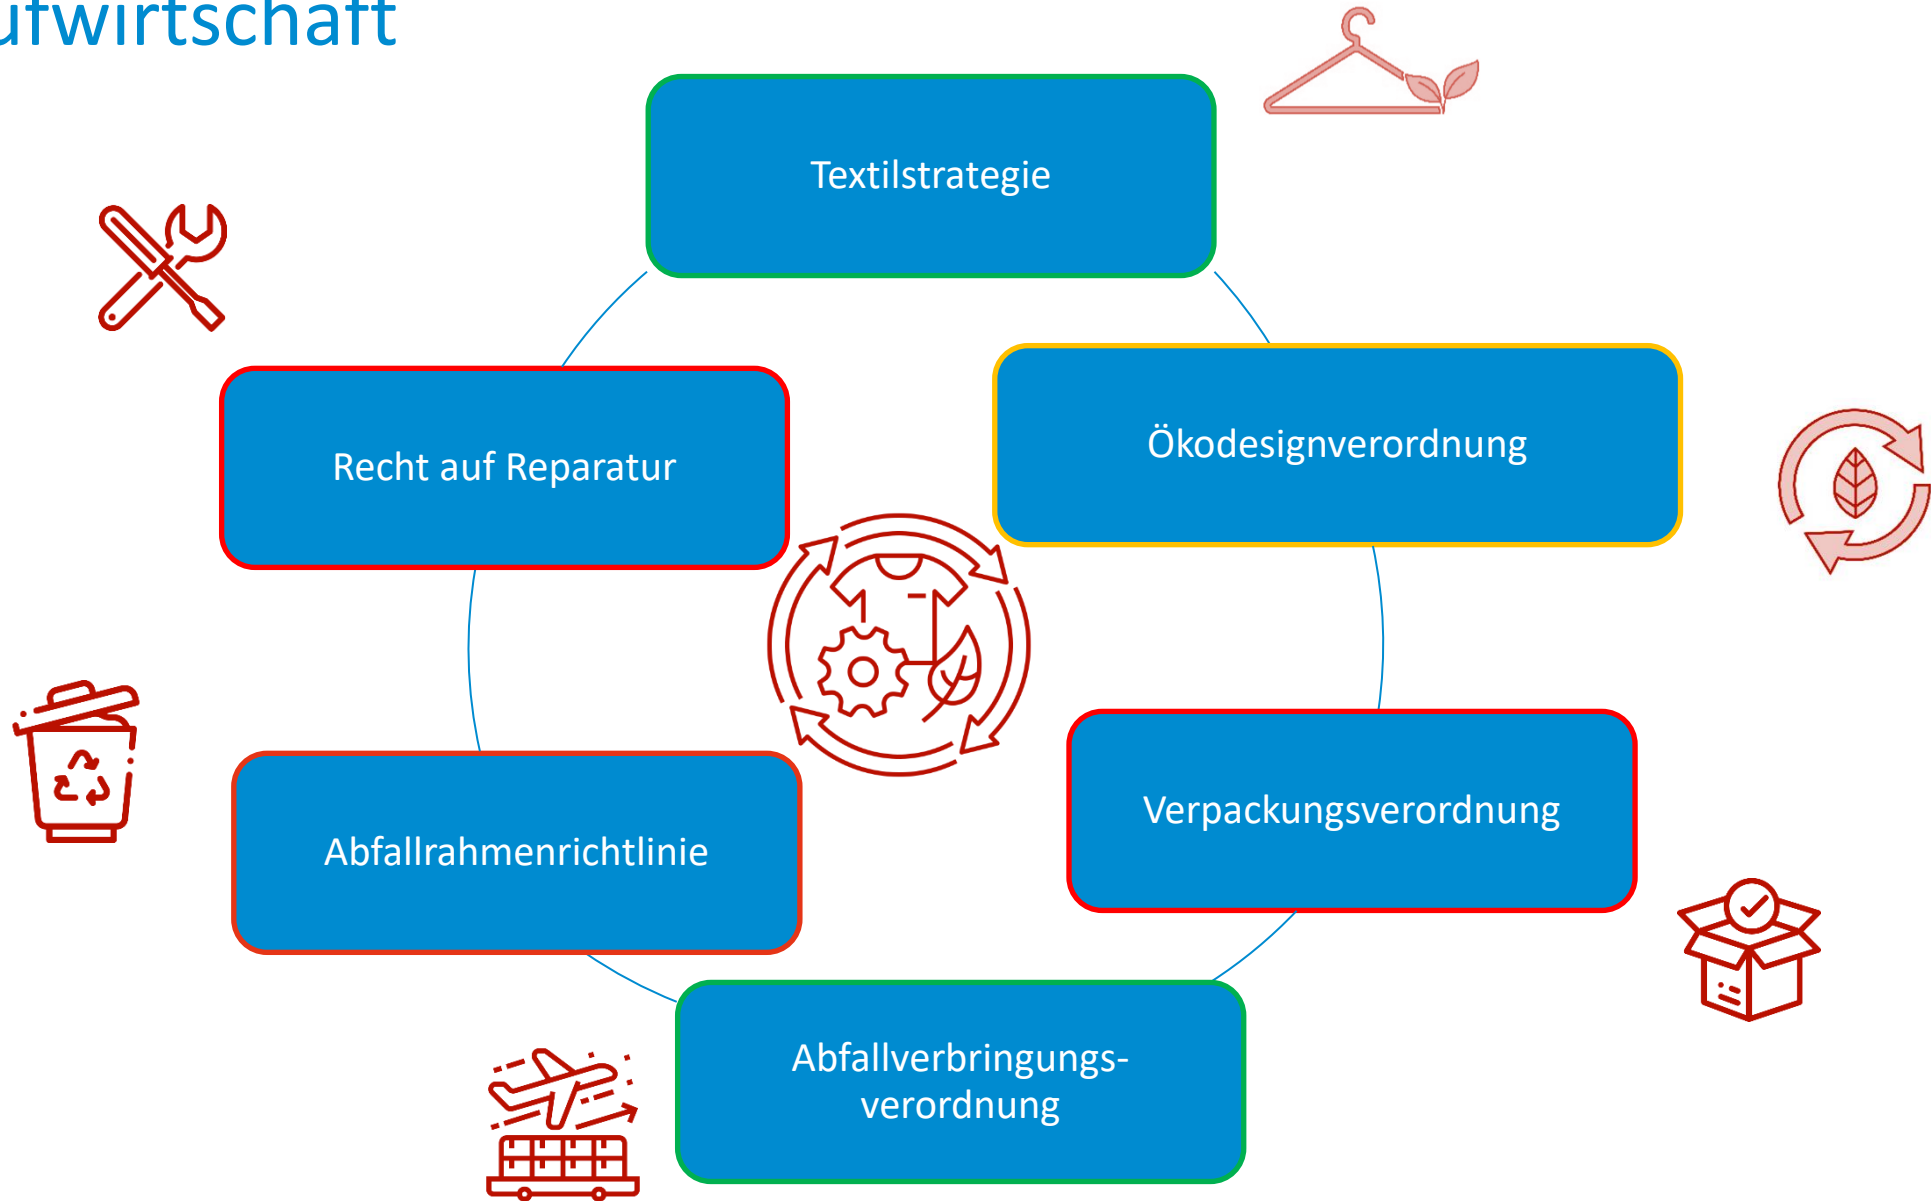 ufwirtschaft
Textilstrategie
Recht auf Reparatur
Ökodesignverordnung
Abfallrahmenrichtlinie
Verpackungsverordnung
Abfallverbringungs-
verordnung